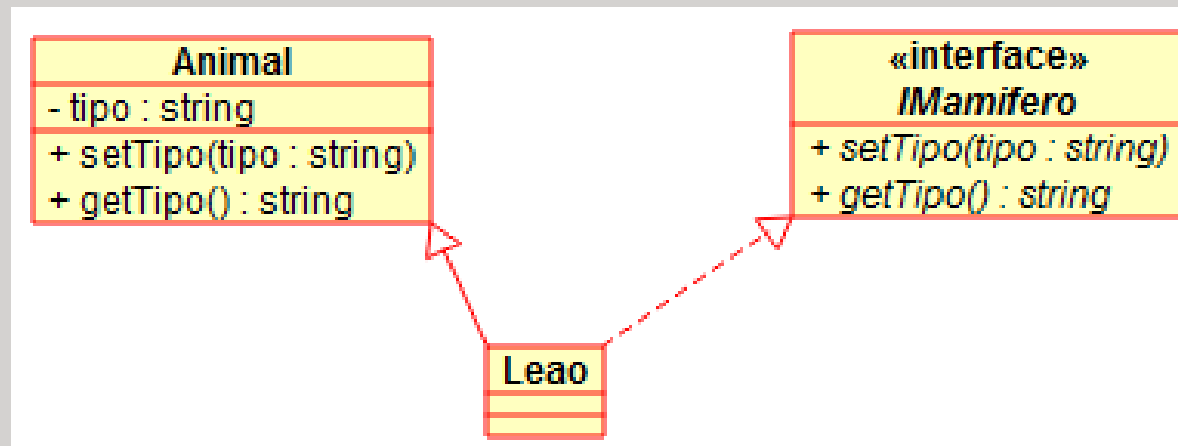 Animal
- tipo : string
+ setTipo(tipo : string)
+ getTipo() : string
«interface»
IMamifero
+ setTipo(tipo : string)
+ getTipo() : string
Leao